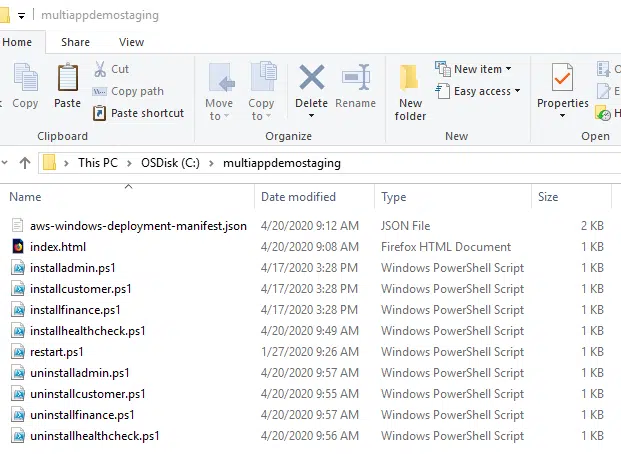 multiappdemostaging
Home Share View
Copy
Paste
Cut
Copy path
Paste shortcut
Clipboard
Move to
Copy to
Delete
Rename
Organize
New folder
New item
Easy access
New
Properties
Open
This PC > OSDisk (C:) > multiappdemostaging
Name Date modified Type Size
aws-windows-deployment-manifest.json 4/20/2020 9:12 AM JSON File 2 KB
index.html 4/20/2020 9:08 AM Firefox HTML Document 1 KB
installadmin.ps1 4/17/2020 3:28 PM Windows PowerShell Script 1 KB
installcustomer.ps1 4/17/2020 3:28 PM Windows PowerShell Script 1 KB
installfinance.ps1 4/17/2020 3:28 PM Windows PowerShell Script 1 KB
installhealthcheck.ps1 4/20/2020 9:49 AM Windows PowerShell Script 1 KB
restart.ps1 1/27/2020 9:26 AM Windows PowerShell Script 1 KB
uninstalladmin.ps1 4/20/2020 9:57 AM Windows PowerShell Script 1 KB
uninstallcustomer.ps1 4/20/2020 9:55 AM Windows PowerShell Script 1 KB
uninstallfinance.ps1 4/20/2020 9:57 AM Windows PowerShell Script 1 KB
uninstallhealthcheck.ps1 4/20/2020 9:56 AM Windows PowerShell Script 1 KB